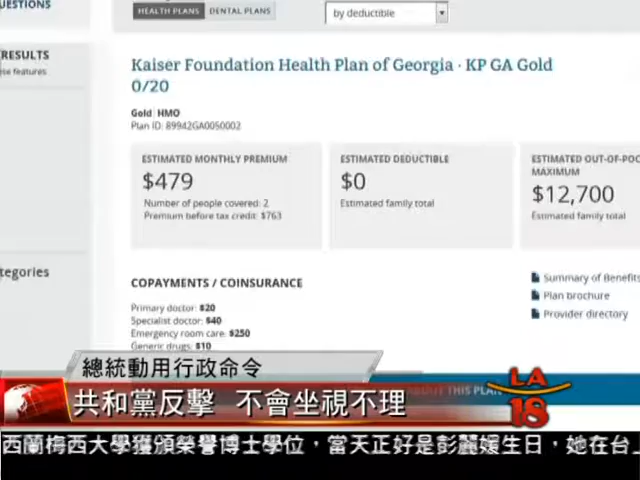 QUESTIONS
HEALTH PLANS
DENTAL PLANS
by deductible
RESULTS
features
Kaiser Foundation Health Plan of Georgia · KP GA Gold
0/20
Gold HMO
Plan ID: 89942GA0050002
ESTIMATED MONTHLY PREMIUM
$479
Number of people covered: 2
Premium before tax credit: $763
ESTIMATED DEDUCTIBLE
$0
Estimated family total
ESTIMATED OUT-OF-POC
MAXIMUM
$12,700
Estimated family total
tegories
COPAYMENTS / COINSURANCE
Primary doctor: $20
Specialist doctor: $40
Emergency room care: $250
Generic drugs: $10
Summary of Benefits
Plan brochure
Provider directory
ABOUT THIS PLAN
總統動用行政命令
共和黨反擊 不會坐視不理
LA
18
西蘭梅西大學獲頒榮譽博士學位，當天正好是彭麗媛生日，她在台上